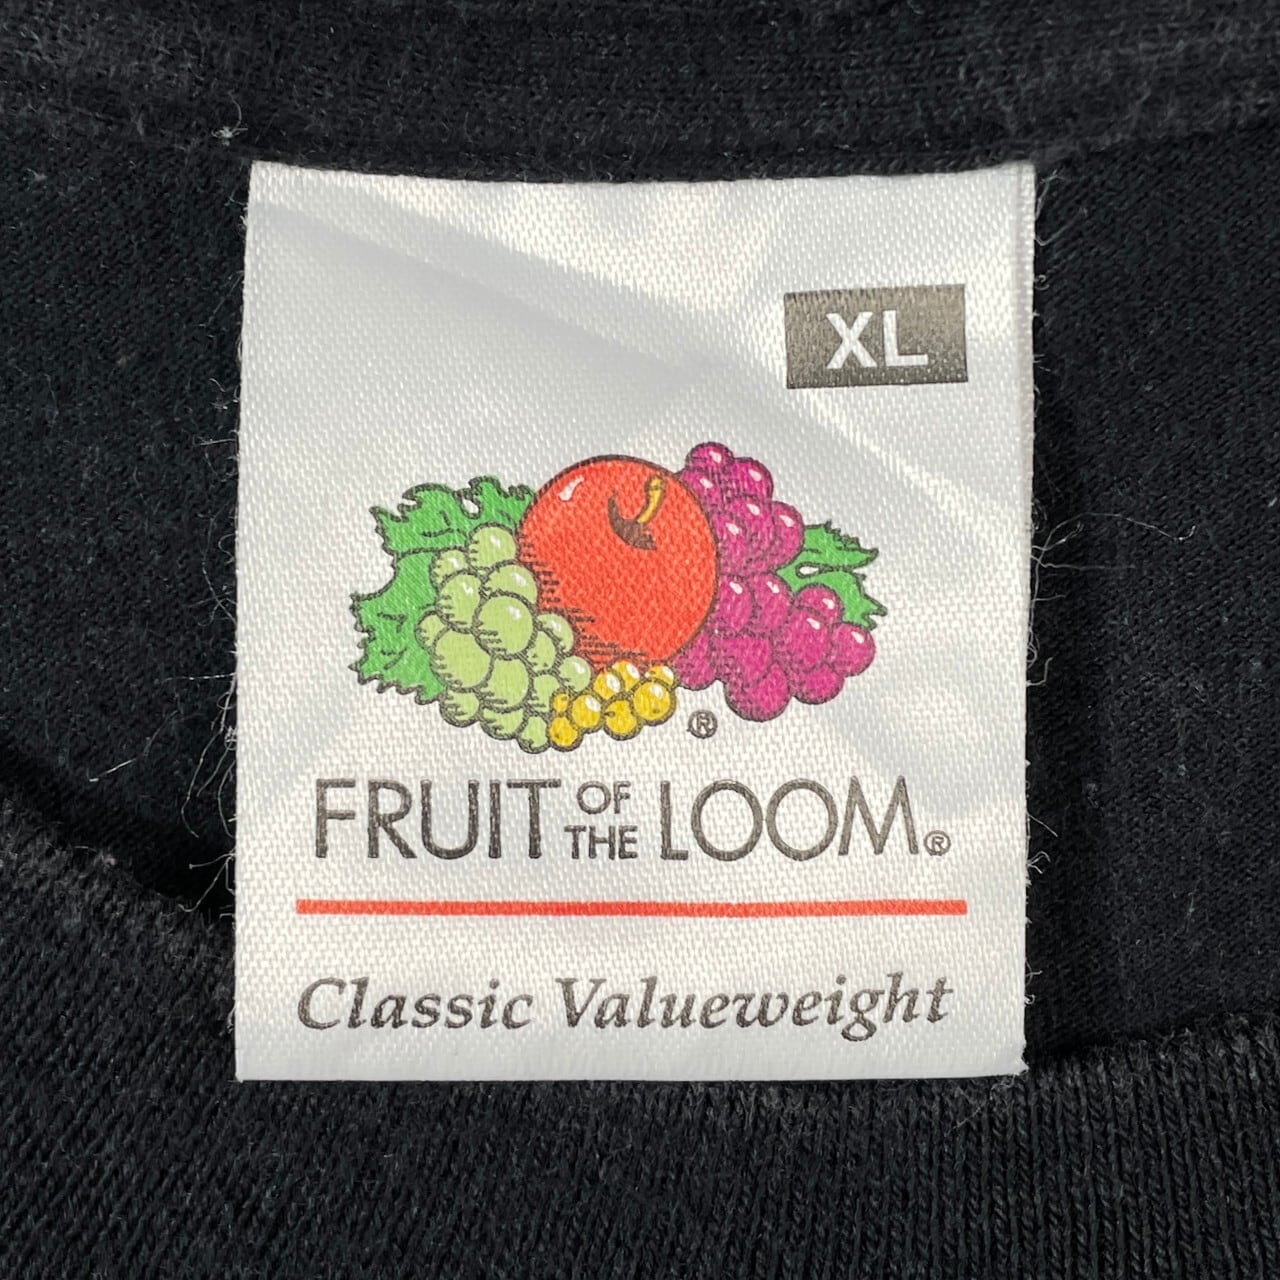 XL
®
FRUIT OF THE LOOM®
Classic Valueweight